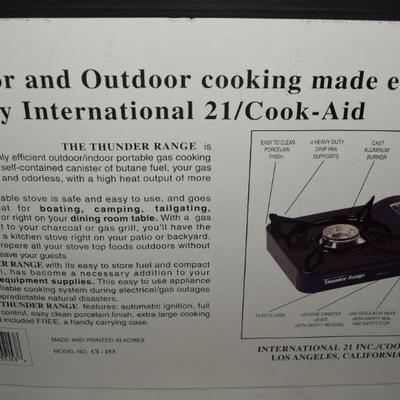 or and Outdoor cooking made e
y International 21/Cook-Aid
THE THUNDER RANGE is
hly efficient outdoor/indoor portable gas cooking
self-contained canister of butane fuel, your gas
and odorless, with a high heat output of more
able stove is safe and easy to use, and goes
eat for boating, camping, tailgating,
or right on your dining room table. With a gas
t to your charcoal or gas grill, you'll have the
a kitchen stove right on your patio or backyard.
repare all your stove top foods outdoors without
eave your guests
ER RANGE with its easy to store fuel and compact
n, has become a necessary addition to your
equipment supplies. This easy to use appliance
liable cooking system during electrical/gas outages
predictable natural disasters.
THUNDER RANGE features: automatic ignition, full
control, easy clean porcelain finish, extra large cooking
d included FREE, a handy carrying case.
MADE AND PRINTED IN KOREA
MODEL NO. CI - 153
EASY TO CLEAN
PORCELAIN
FINISH
4 HEAVY DUTY
DRIP PAN
SUPPORTS
CAST
ALUMINUM
BURNER
Thunder Range
PLASTIC LEGS
LOCKING CANISTER
LEVER
(WITH SAFETY RELEASE)
GAS REGULATOR VALVE
(WITH SAFETY SEAL
AND SAFETY STOP
INTERNATIONAL 21 INC./COO
LOS ANGELES, CALIFORNIA